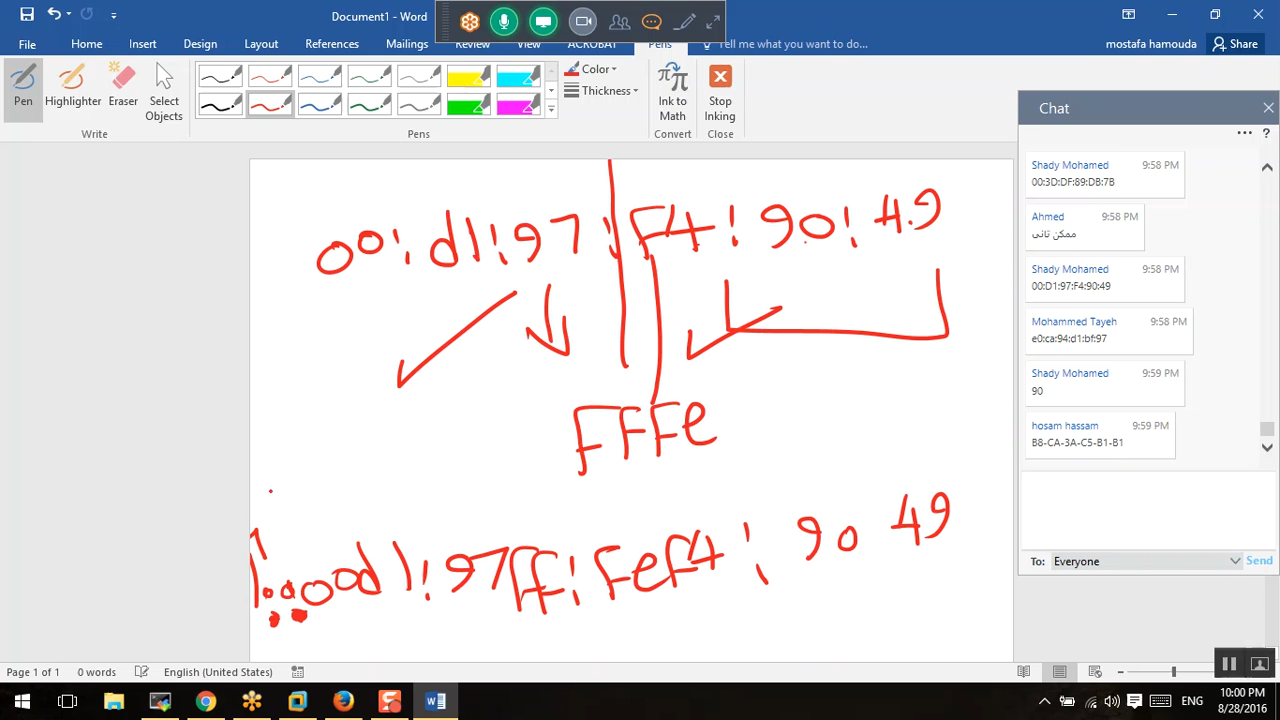 Document1 - Word
File Home Insert Design Layout References Mailings Review View ACROBAT Pens Tell me what you want to do... mostafa hamouda Share
Pen Highlighter Eraser Select Objects
Color
Thickness
Ink to Math
Stop Inking
Write Pens Convert Close
00:d1:97:F4:90:49
FFFe
00d1:97ff:FeF4:90 49
Chat
Shady Mohamed 9:58 PM
00:3D:DF:89:DB:7B
Ahmed 9:58 PM
ممكن تانى
Shady Mohamed 9:58 PM
00:D1:97:F4:90:49
Mohammed Tayeh 9:58 PM
e0:ca:94:d1:bf:97
Shady Mohamed 9:59 PM
90
hosam hassam 9:59 PM
B8-CA-3A-C5-B1-B1
To: Everyone Send
Page 1 of 1 0 words English (United States)
ENG 10:00 PM
8/28/2016